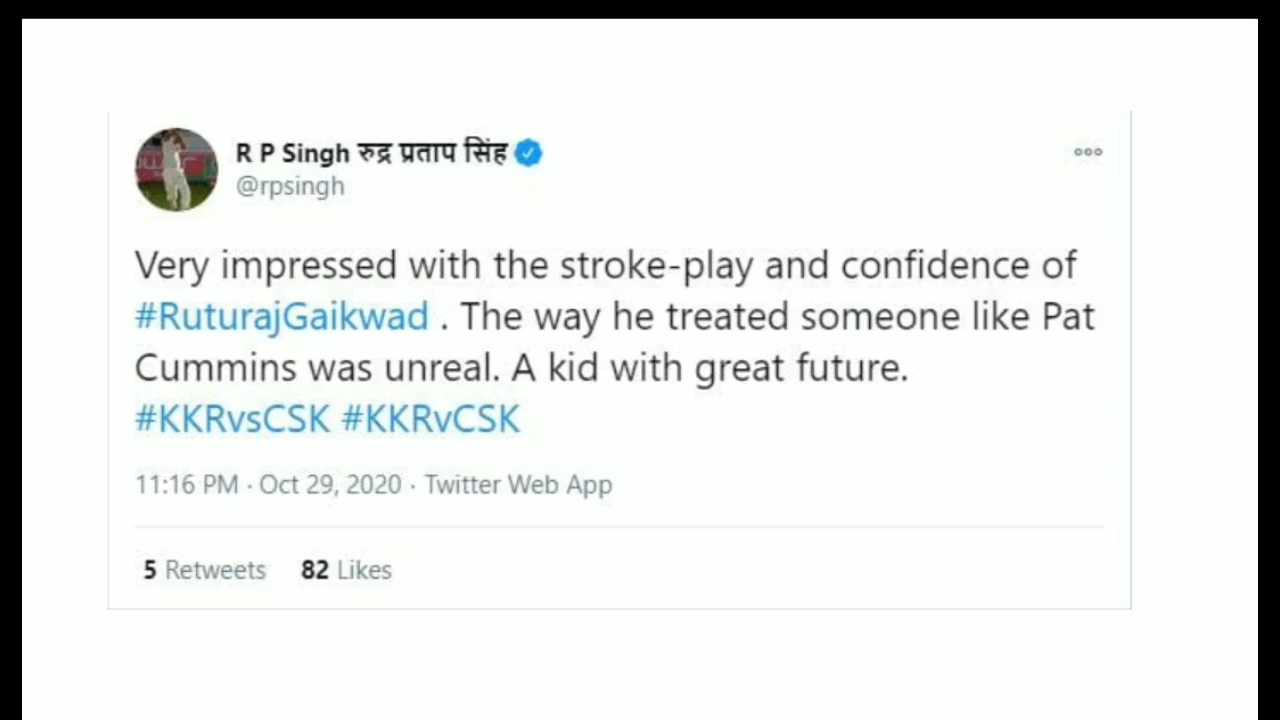 R P Singh रुद्र प्रताप सिंह
@rpsingh
Very impressed with the stroke-play and confidence of
#RuturajGaikwad . The way he treated someone like Pat
Cummins was unreal. A kid with great future.
#KKRvsCSK #KKRvCSK
11:16 PM · Oct 29, 2020 · Twitter Web App
5 Retweets 82 Likes